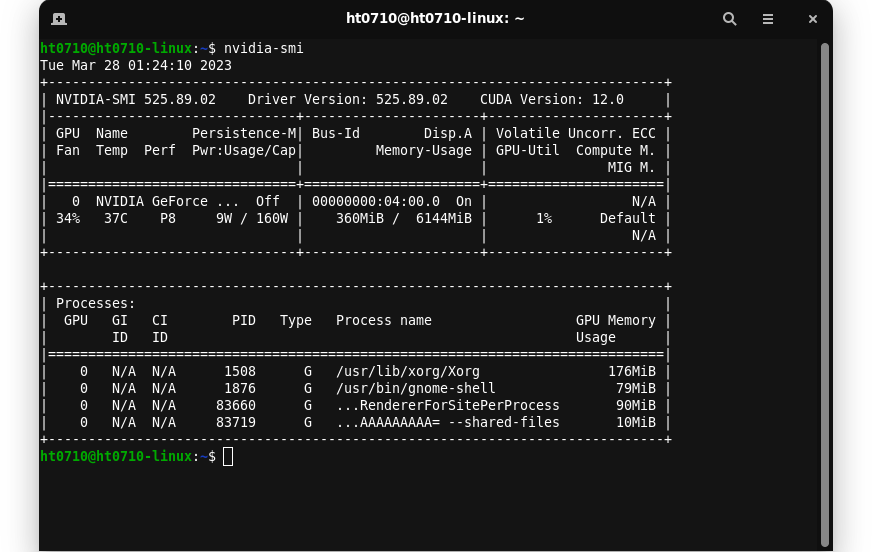 ht0710@ht0710-linux: ~
ht0710@ht0710-linux:~$ nvidia-smi
Tue Mar 28 01:24:10 2023
+-----------------------------------------------------------------------------+
| NVIDIA-SMI 525.89.02    Driver Version: 525.89.02    CUDA Version: 12.0     |
|-------------------------------+----------------------+----------------------+
| GPU  Name        Persistence-M| Bus-Id        Disp.A | Volatile Uncorr. ECC |
| Fan  Temp  Perf  Pwr:Usage/Cap|         Memory-Usage | GPU-Util  Compute M. |
|                               |                      |               MIG M. |
|===============================+======================+======================|
|   0  NVIDIA GeForce ...  Off  | 00000000:04:00.0  On |                  N/A |
| 34%   37C    P8     9W / 160W |    360MiB /  6144MiB |      1%      Default |
|                               |                      |                  N/A |
+-------------------------------+----------------------+----------------------+
+-----------------------------------------------------------------------------+
| Processes:                                                                  |
|  GPU   GI   CI        PID   Type   Process name                  GPU Memory |
|        ID   ID                                                   Usage      |
|=============================================================================|
|    0   N/A  N/A      1508      G   /usr/lib/xorg/Xorg                176MiB |
|    0   N/A  N/A      1876      G   /usr/bin/gnome-shell               79MiB |
|    0   N/A  N/A     83660      G   ...RendererForSitePerProcess       90MiB |
|    0   N/A  N/A     83719      G   ...AAAAAAAAA= --shared-files       10MiB |
+-----------------------------------------------------------------------------+
ht0710@ht0710-linux:~$